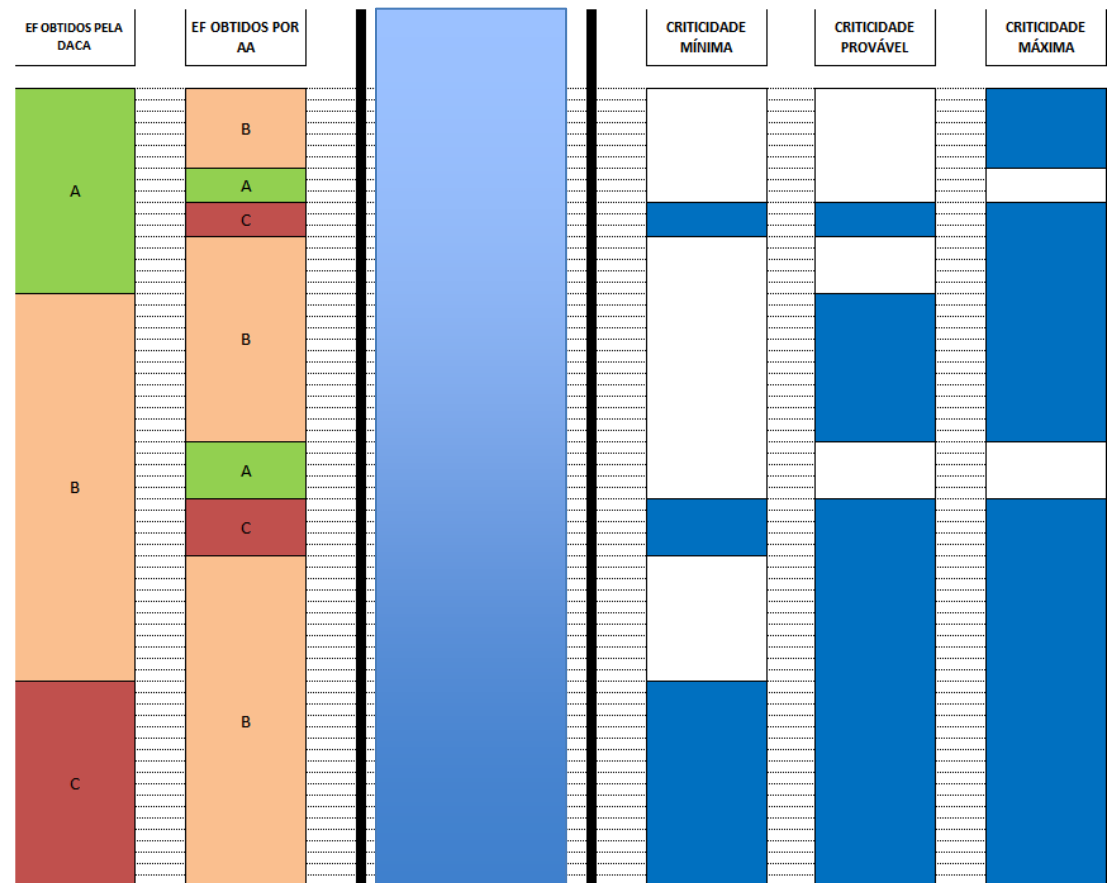 EF OBTIDOS PELA
DACA
EF OBTIDOS POR
AA
CRITICIDADE
MÍNIMA
CRITICIDADE
PROVÁVEL
CRITICIDADE
MÁXIMA
A
B
C
B
A
C
B
A
C
B